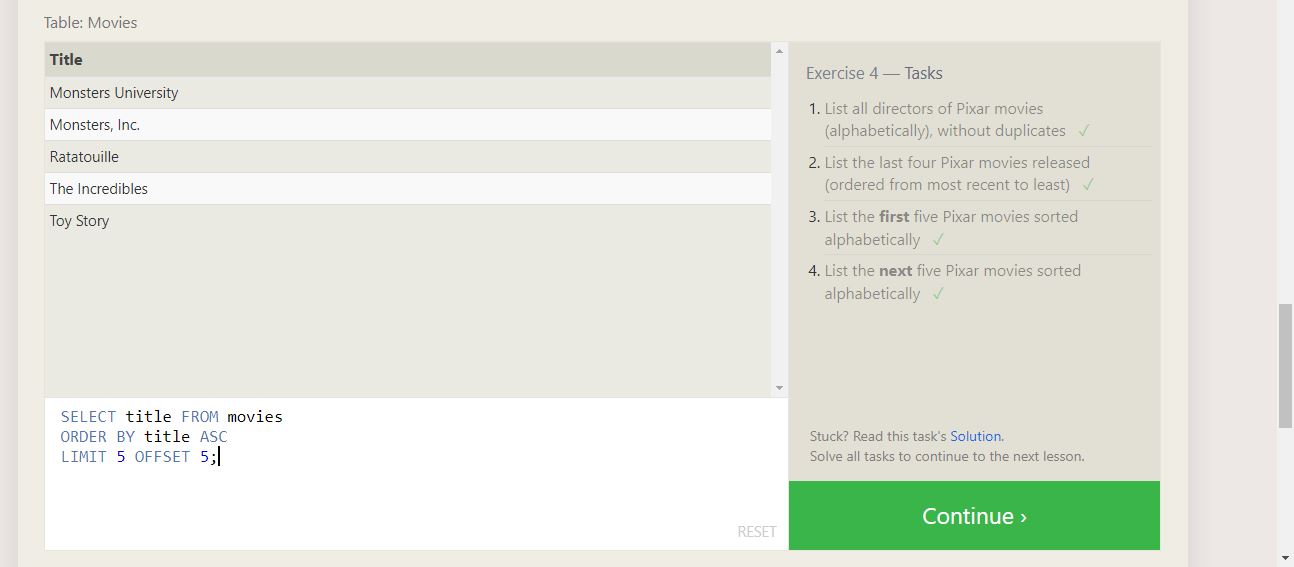 Table: Movies
Title
Monsters University
Monsters, Inc.
Ratatouille
The Incredibles
Toy Story
SELECT title FROM movies
ORDER BY title ASC
LIMIT 5 OFFSET 5;
RESET
Exercise 4 — Tasks
1. List all directors of Pixar movies
(alphabetically), without duplicates ✓
2. List the last four Pixar movies released
(ordered from most recent to least) ✓
3. List the first five Pixar movies sorted
alphabetically ✓
4. List the next five Pixar movies sorted
alphabetically ✓
Stuck? Read this task's Solution.
Solve all tasks to continue to the next lesson.
Continue ›